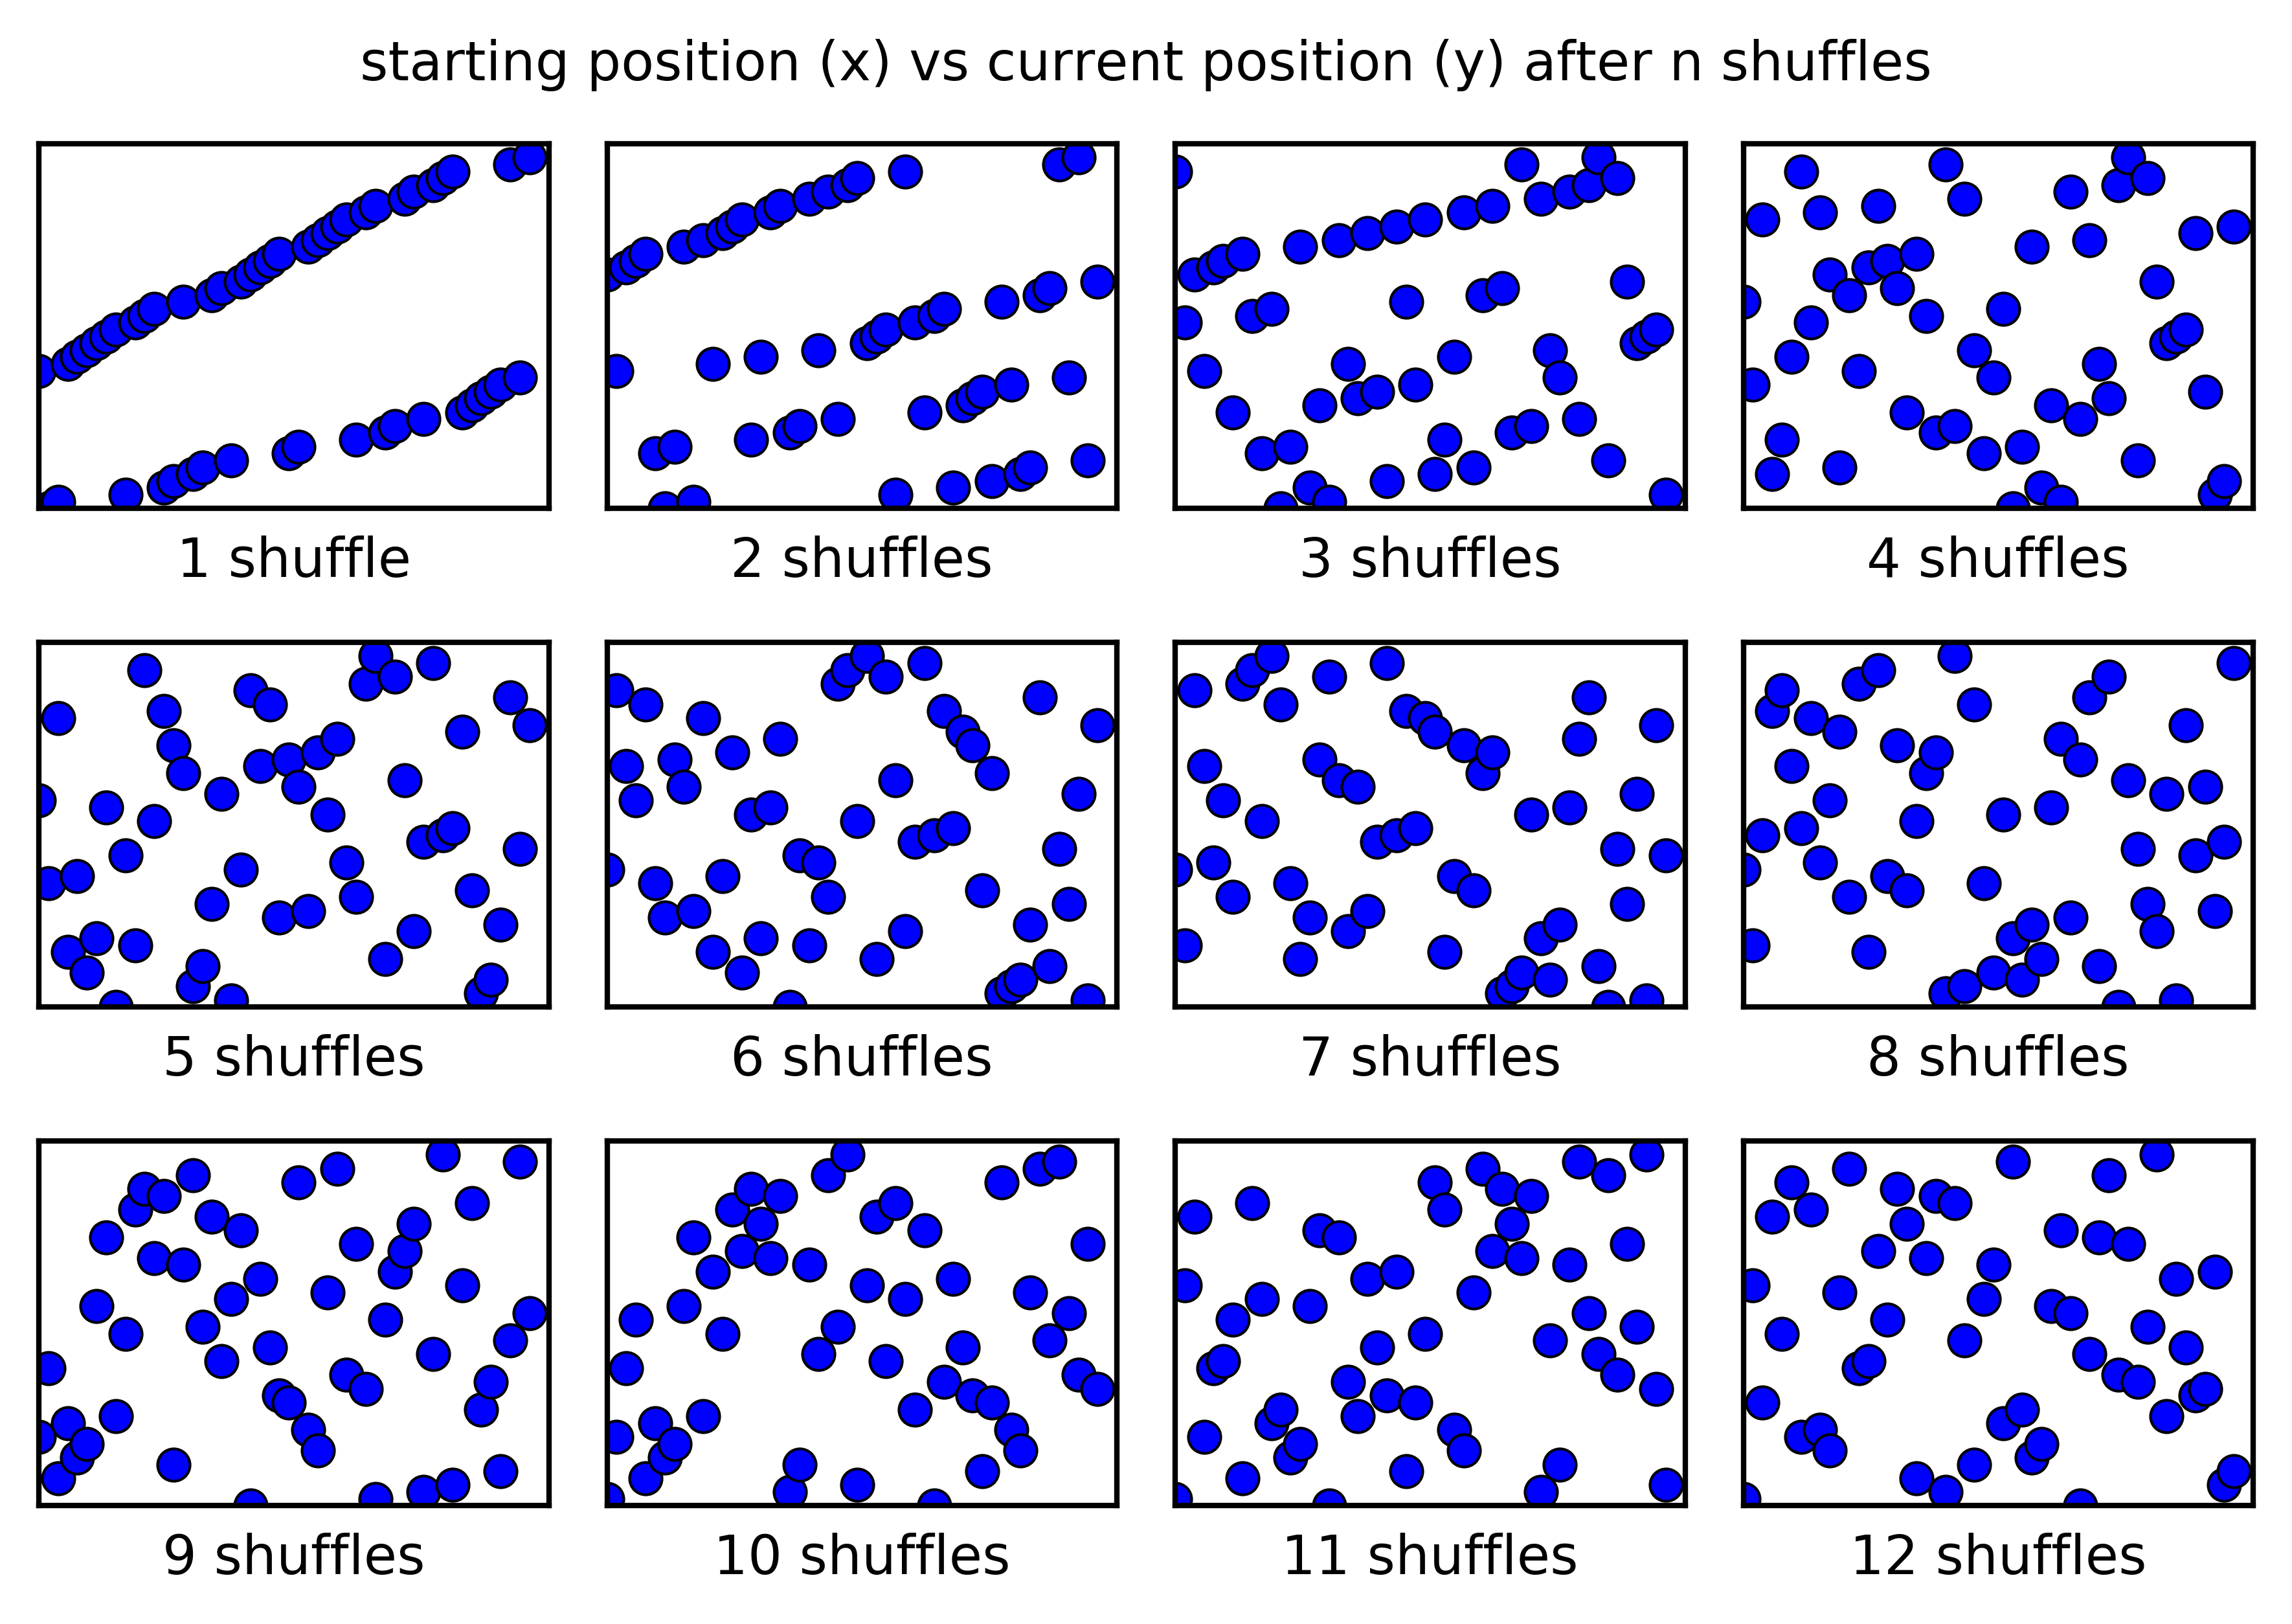 starting position (x) vs current position (y) after n shuffles
1 shuffle
2 shuffles
3 shuffles
4 shuffles
5 shuffles
6 shuffles
7 shuffles
8 shuffles
9 shuffles
10 shuffles
11 shuffles
12 shuffles